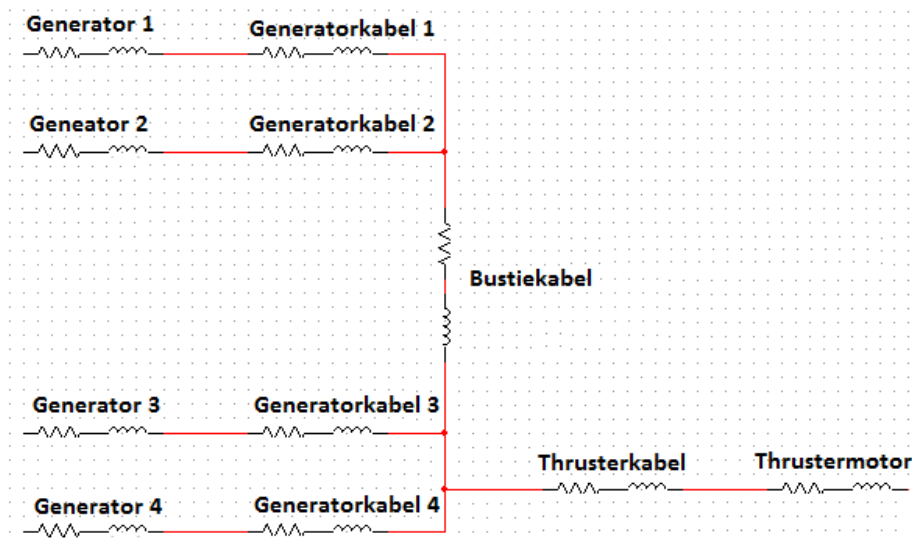 Generator 1
Generatorkabel 1
Geneator 2
Generatorkabel 2
Bustiekabel
Generator 3
Generatorkabel 3
Thrusterkabel
Thrustermotor
Generator 4
Generatorkabel 4